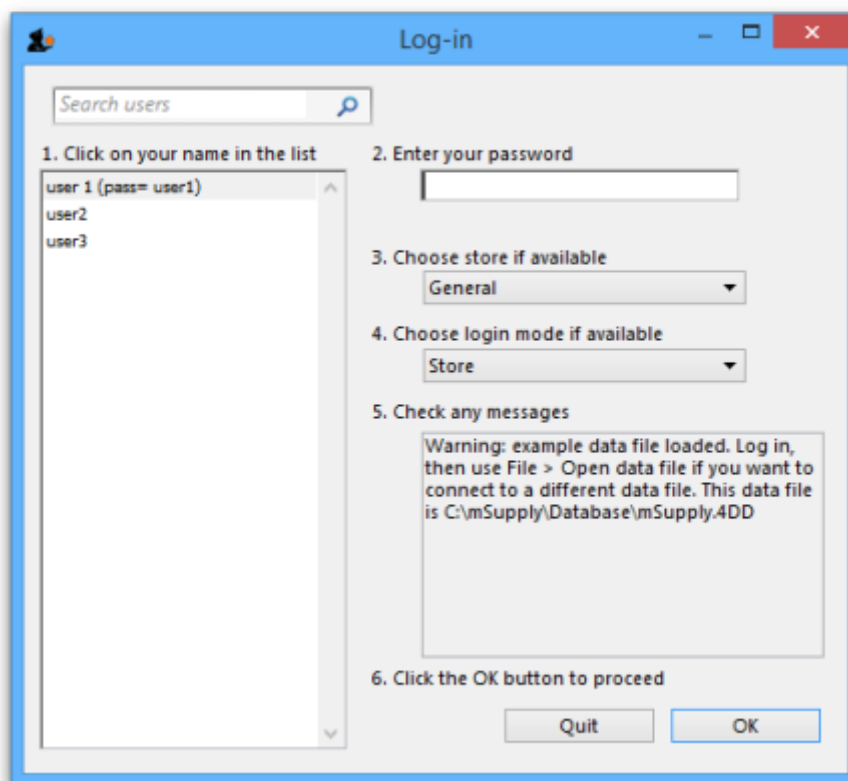 Log-in
Search users
1. Click on your name in the list
user 1 (pass= user1)
user2
user3
2. Enter your password
3. Choose store if available
General
4. Choose login mode if available
Store
5. Check any messages
Warning: example data file loaded. Log in,
then use File > Open data file if you want to
connect to a different data file. This data file
is C:\mSupply\Database\mSupply.4DD
6. Click the OK button to proceed
Quit
OK